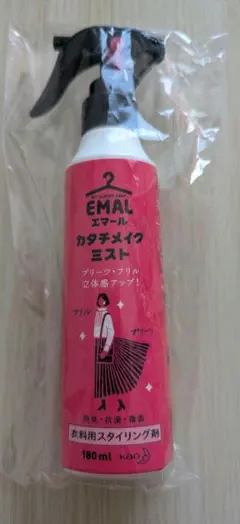 EMAL
エマール
カタチメイク
ミスト
プリーツ・フリル
立体感アップ!
フリル
プリーツ
消臭・抗菌・除菌
衣料用スタイリング剤
180ml
Kao